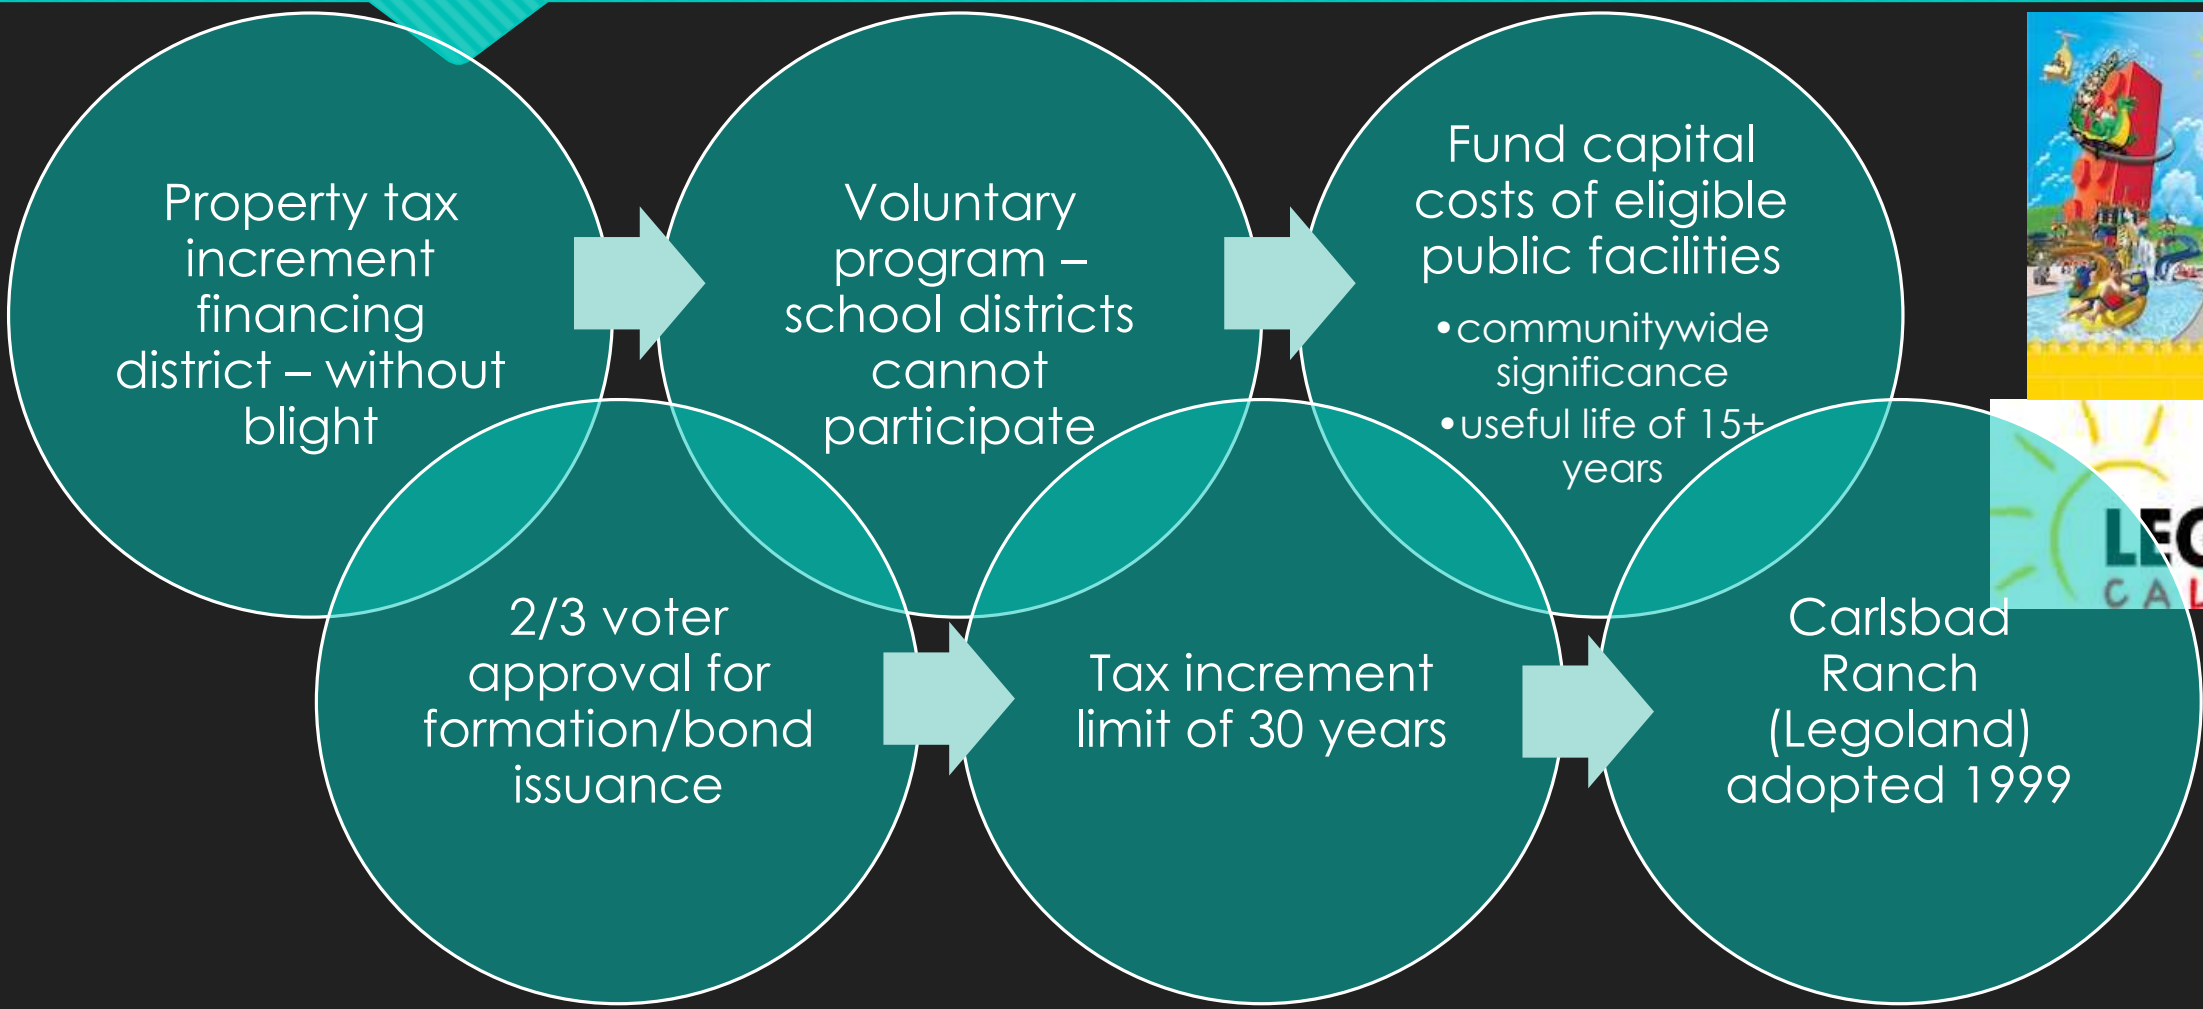 Property tax
increment
financing
district – without
blight
Voluntary
program –
school districts
cannot
participate
Fund capital
costs of eligible
public facilities
•communitywide
significance
•useful life of 15+
years
2/3 voter
approval for
formation/bond
issuance
Tax increment
limit of 30 years
Carlsbad
Ranch
(Legoland)
adopted 1999